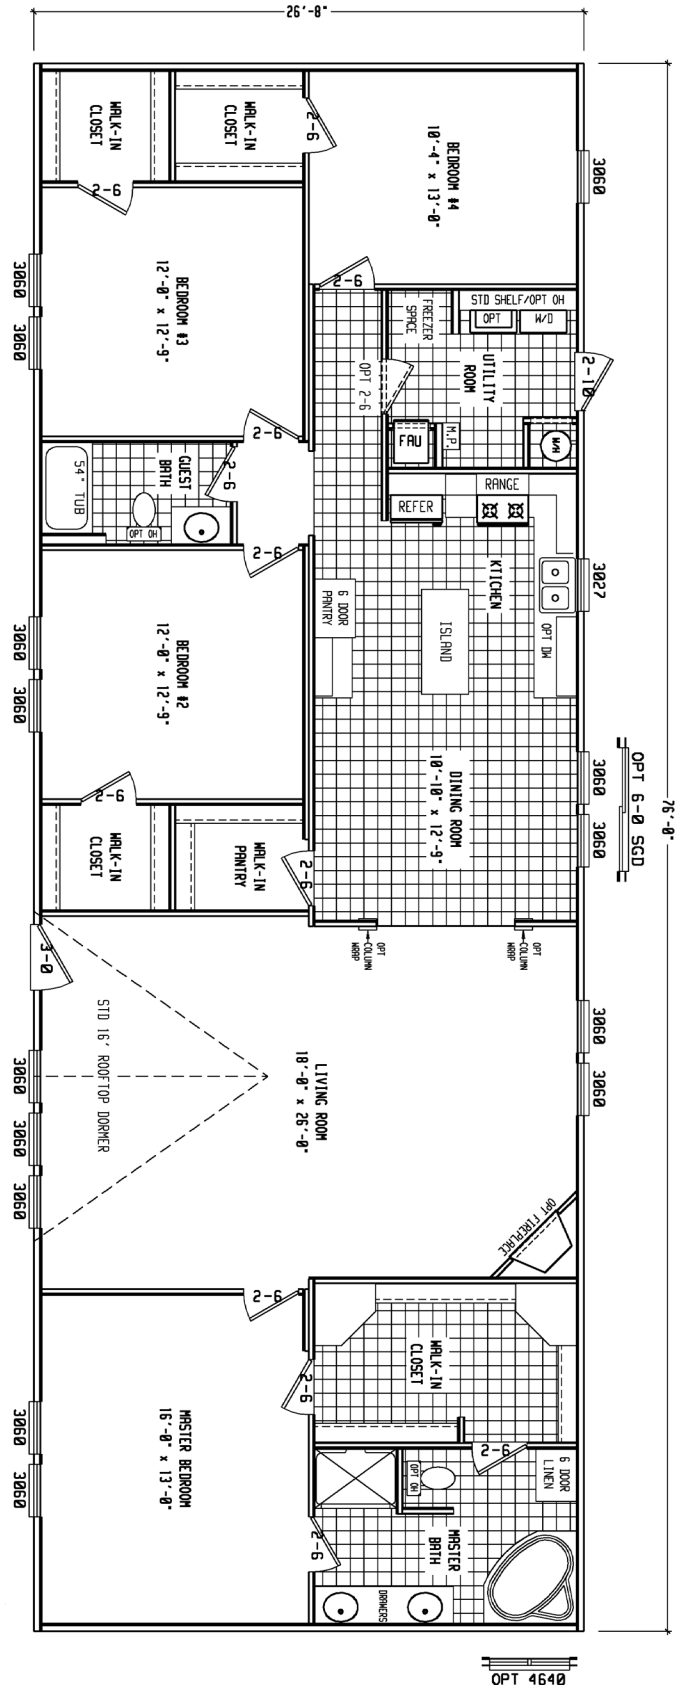 26'-8"
WALK-IN
CLOSET
WALK-IN
CLOSET
2-6
BEDROOM #4
10'-4" x 13'-0"
3060
2-6
2-6
3060
3060
BEDROOM #3
12'-0" x 12'-9"
2-6
FREEZER
SPACE
STD SHELF/OPT OH
OPT
W/D
OPT 2-6
UTILITY
ROOM
2-10
FAU
M.P.
W/H
54" TUB
GUEST
BATH
2-6
OPT OH
2-6
REFER
RANGE
KTICHEN
3027
OPT DW
6 DOOR
PANTRY
ISLAND
3060
3060
BEDROOM #2
12'-0" x 12'-9"
2-6
DINING ROOM
10'-10" x 12'-9"
3060
3060
OPT 6-0 SGD
76'-0"
WALK-IN
CLOSET
WALK-IN
PANTRY
2-6
OPT
COLUMN
WRAP
OPT
COLUMN
WRAP
3-0
STD 16' ROOFTOP DORMER
3060
3060
3060
LIVING ROOM
18'-0" x 26'-0"
3060
3060
OPT FIREPLACE
2-6
WALK-IN
CLOSET
2-6
MASTER BEDROOM
16'-0" x 13'-0"
3060
3060
2-6
OPT OH
6 DOOR
LINEN
MASTER
BATH
2-6
DRAWERS
OPT 4640